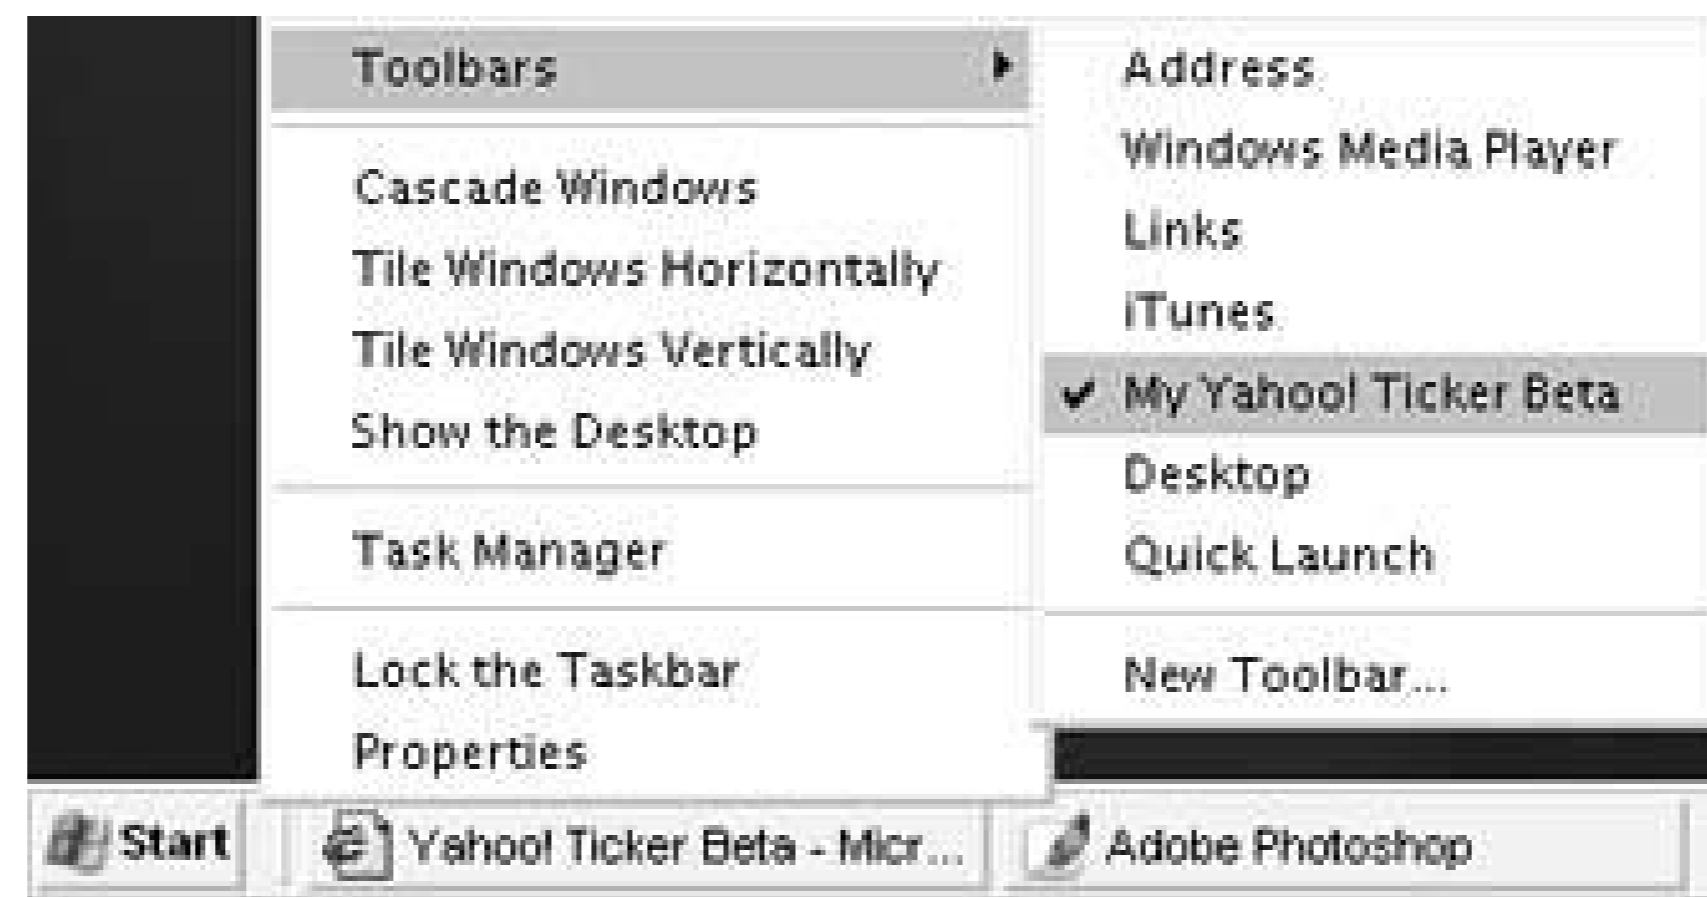 Toolbars
Cascade Windows
Tile Windows Horizontally
Tile Windows Vertically
Show the Desktop
Task Manager
Lock the Taskbar
Properties
Address
Windows Media Player
Links
iTunes
My Yahoo! Ticker Beta
Desktop
Quick Launch
New Toolbar...
Start
Yahoo! Ticker Beta - Micr...
Adobe Photoshop